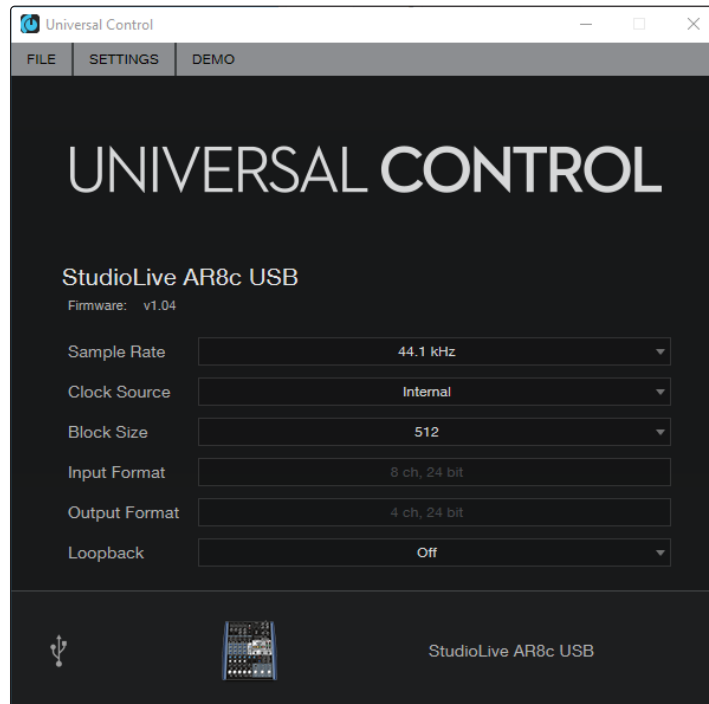 Universal Control
FILE SETTINGS DEMO
UNIVERSAL CONTROL
StudioLive AR8c USB
Firmware: v1.04
Sample Rate 44.1 kHz
Clock Source Internal
Block Size 512
Input Format 8 ch, 24 bit
Output Format 4 ch, 24 bit
Loopback Off
StudioLive AR8c USB